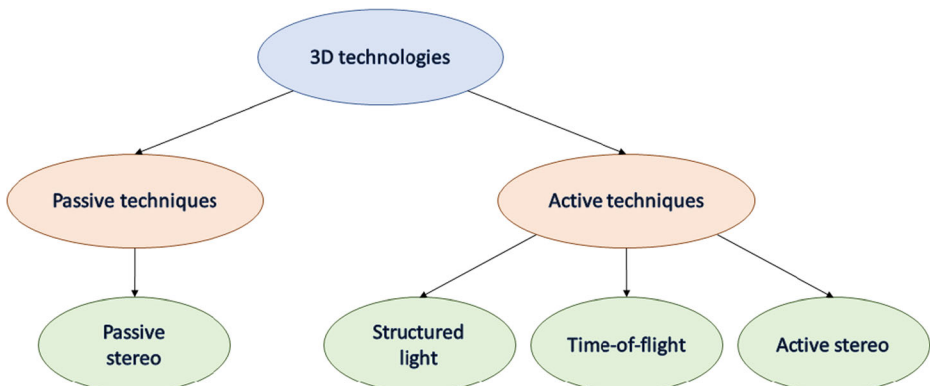 3D technologies
Passive techniques
Active techniques
Passive
stereo
Structured
light
Time-of-flight
Active stereo